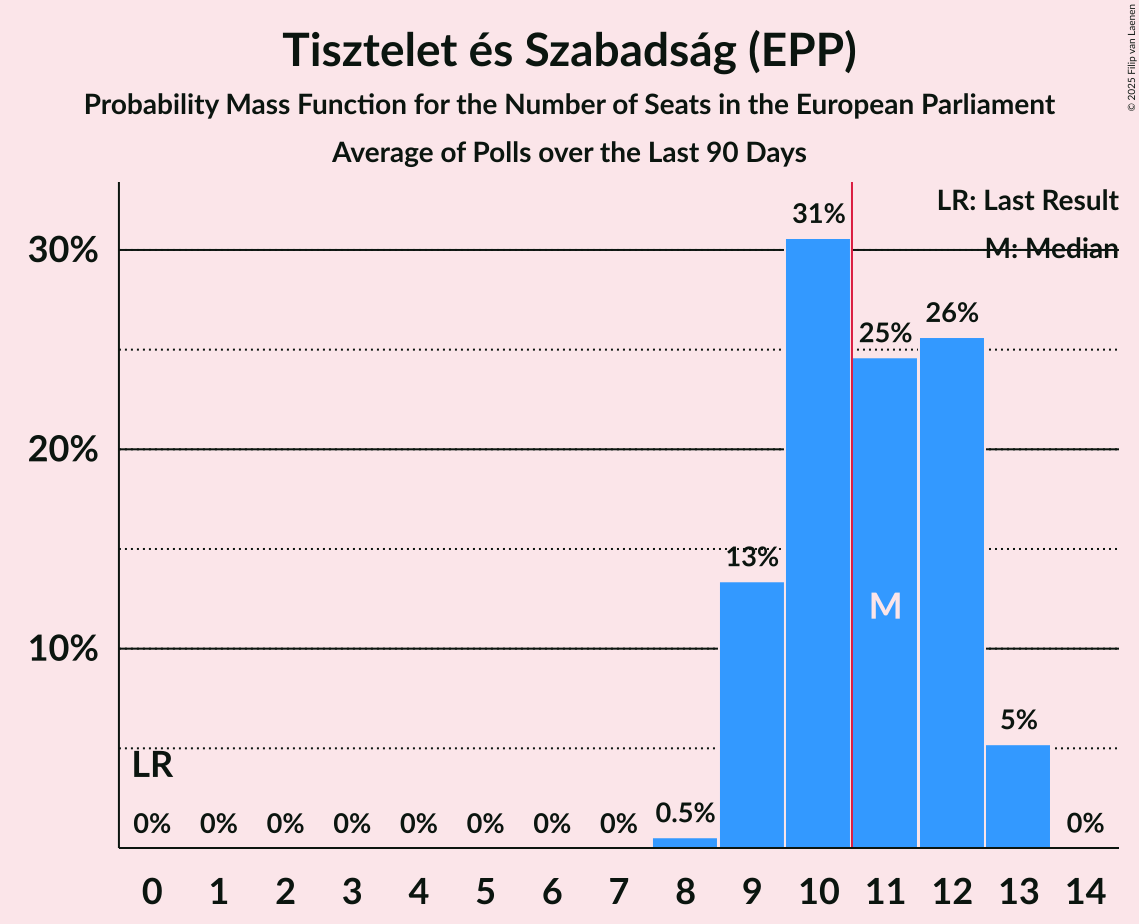 Tisztelet és Szabadság (EPP)
Probability Mass Function for the Number of Seats in the European Parliament
Average of Polls over the Last 90 Days
© 2025 Filip van Laenen
LR: Last Result
M: Median
31%
30%
26%
25%
20%
13%
M
10%
5%
LR
0% 0% 0% 0% 0% 0% 0% 0% 0.5% 0%
0 1 2 3 4 5 6 7 8 9 10 11 12 13 14